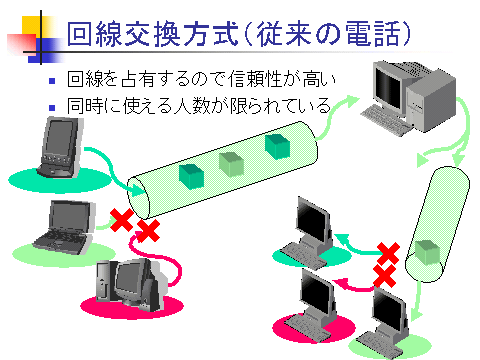 回線交換方式(従来の電話)
回線を占有するので信頼性が高い
同時に使える人数が限られている